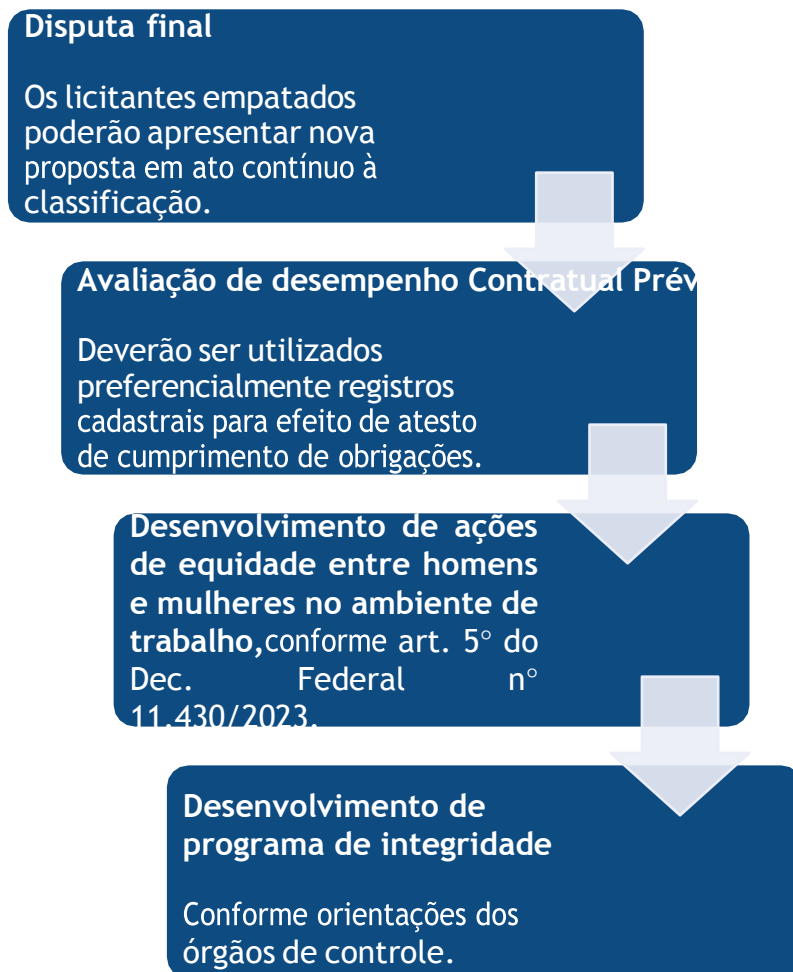 Disputa final
Os licitantes empatados
poderão apresentar nova
proposta em ato contínuo à
classificação.
Avaliação de desempenho Contratual Prév
Deverão ser utilizados
preferencialmente registros
cadastrais para efeito de atesto
de cumprimento de obrigações.
Desenvolvimento de ações
de equidade entre homens
e mulheres no ambiente de
trabalho,conforme art. 5° do
Dec. Federal n°
11.430/2023.
Desenvolvimento de
programa de integridade
Conforme orientações dos
órgãos de controle.